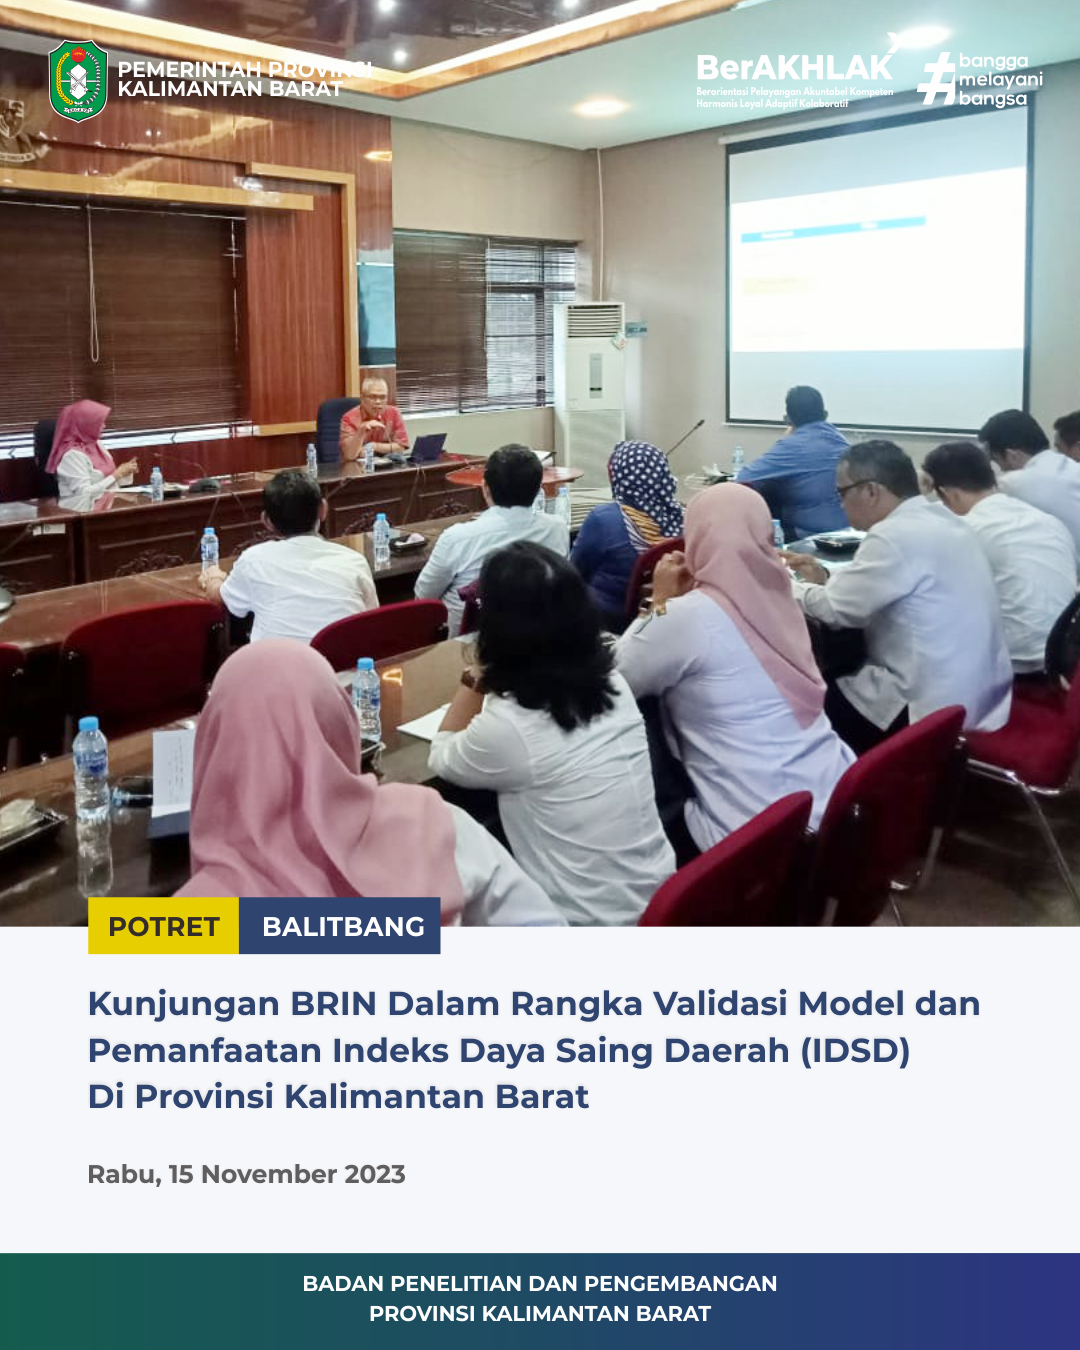 PEMERINTAH PROVINSI
KALIMANTAN BARAT
BerAKHLAK
Berorientasi Pelayanan Akuntabel Kompeten
Harmonis Loyal Adaptif Kolaboratif
#bangga
melayani
bangsa
POTRET BALITBANG
Kunjungan BRIN Dalam Rangka Validasi Model dan
Pemanfaatan Indeks Daya Saing Daerah (IDSD)
Di Provinsi Kalimantan Barat
Rabu, 15 November 2023
BADAN PENELITIAN DAN PENGEMBANGAN
PROVINSI KALIMANTAN BARAT